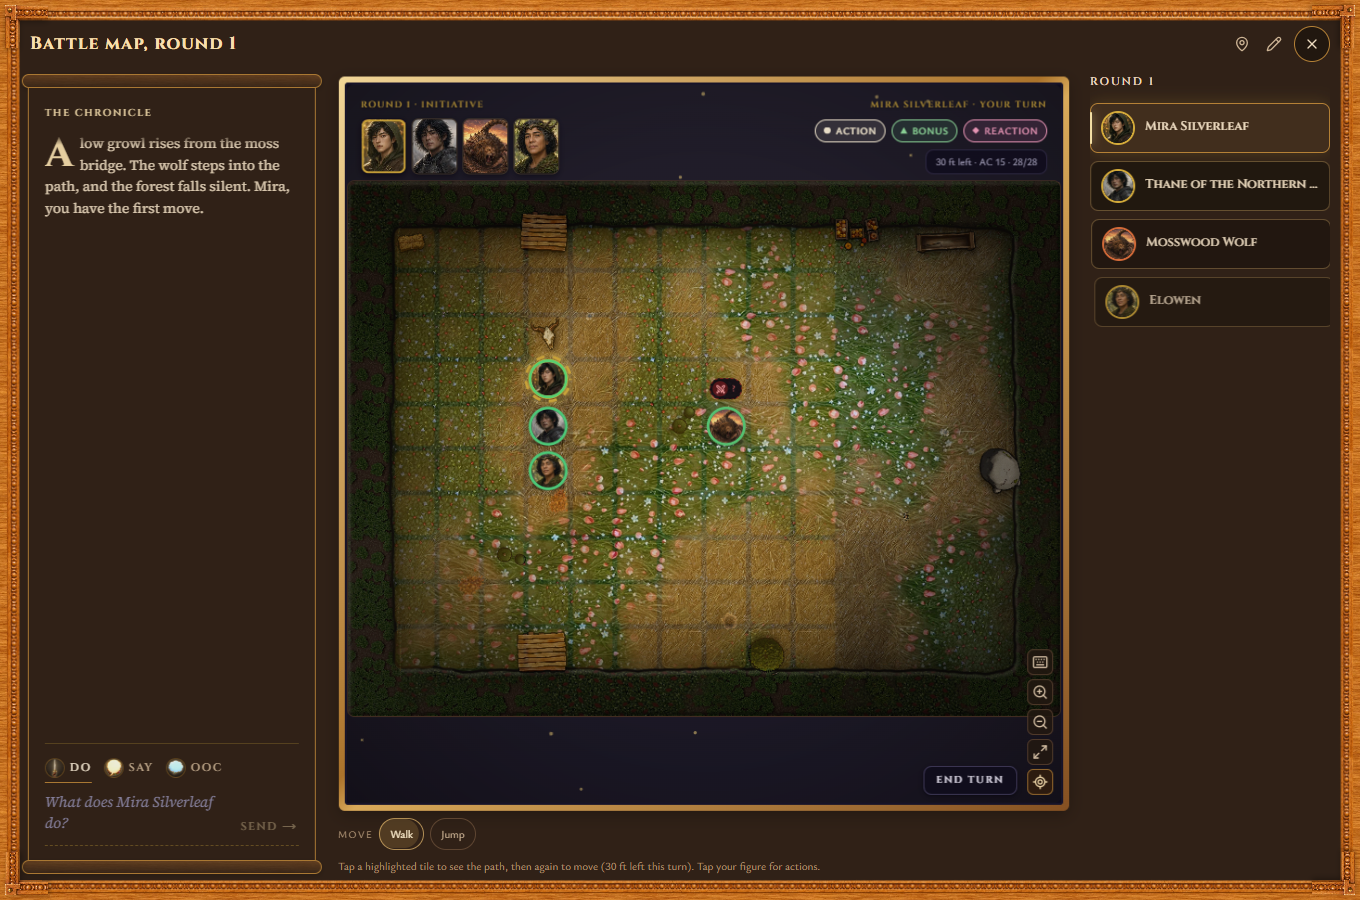 Battle map, round 1
THE CHRONICLE
A low growl rises from the moss
bridge. The wolf steps into the
path, and the forest falls silent. Mira,
you have the first move.
DO SAY OOC
What does Mira Silverleaf
do?
SEND →
ROUND 1 · INITIATIVE
MIRA SILVERLEAF · YOUR TURN
ACTION BONUS REACTION
30 ft left · AC 15 · 28/28
END TURN
MOVE Walk Jump
Tap a highlighted tile to see the path, then again to move (30 ft left this turn). Tap your figure for actions.
ROUND 1
Mira Silverleaf
Thane of the Northern ...
Mosswood Wolf
Elowen